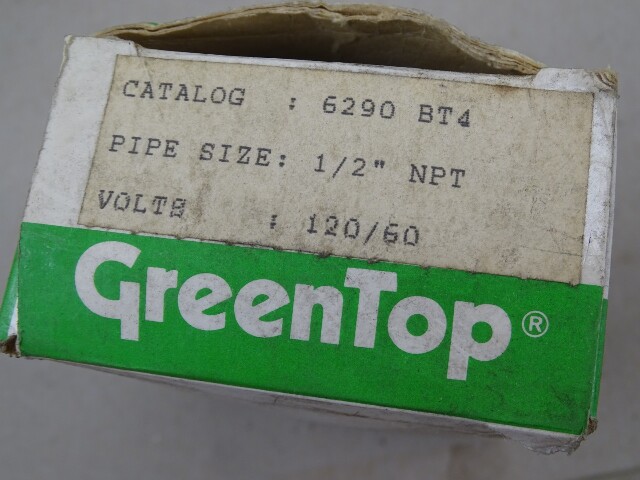 CATALOG : 6290 BT4
PIPE SIZE: 1/2" NPT
VOLTS : 120/60
GreenTop®